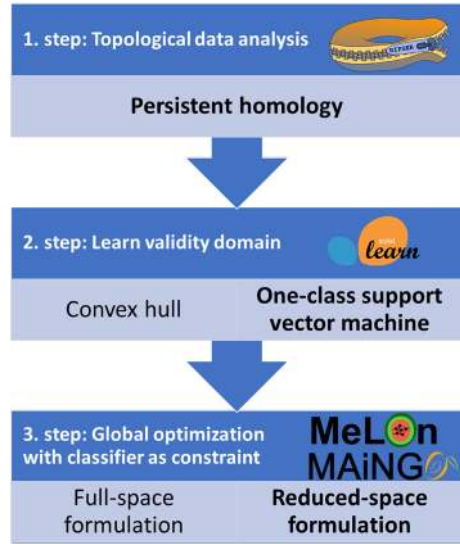 1. step: Topological data analysis
RIPSER
Persistent homology
2. step: Learn validity domain
learn
Convex hull
One-class support
vector machine
3. step: Global optimization
with classifier as constraint
MeLOn
MAiNGO
Full-space
formulation
Reduced-space
formulation